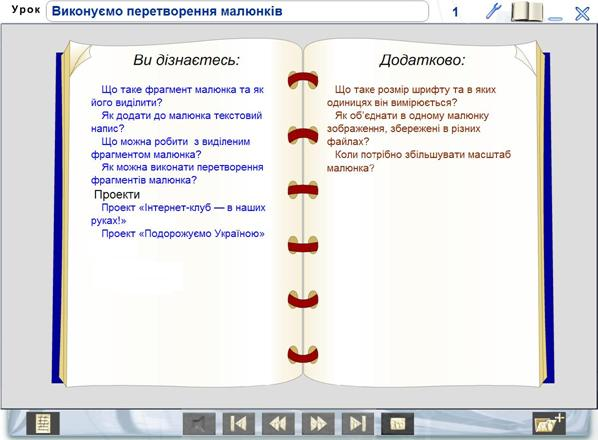 Урок Виконуємо перетворення малюнків 1
Ви дізнаєтесь:
Що таке фрагмент малюнка та як
його виділити?
Як додати до малюнка текстовий
напис?
Що можна робити з виділеним
фрагментом малюнка?
Як можна виконати перетворення
фрагментів малюнка?
Проекти
Проект «Інтернет-клуб — в наших
руках!»
Проект «Подорожуємо Україною»
Додатково:
Що таке розмір шрифту та в яких
одиницях він вимірюється?
Як об'єднати в одному малюнку
зображення, збережені в різних
файлах?
Коли потрібно збільшувати масштаб
малюнка?